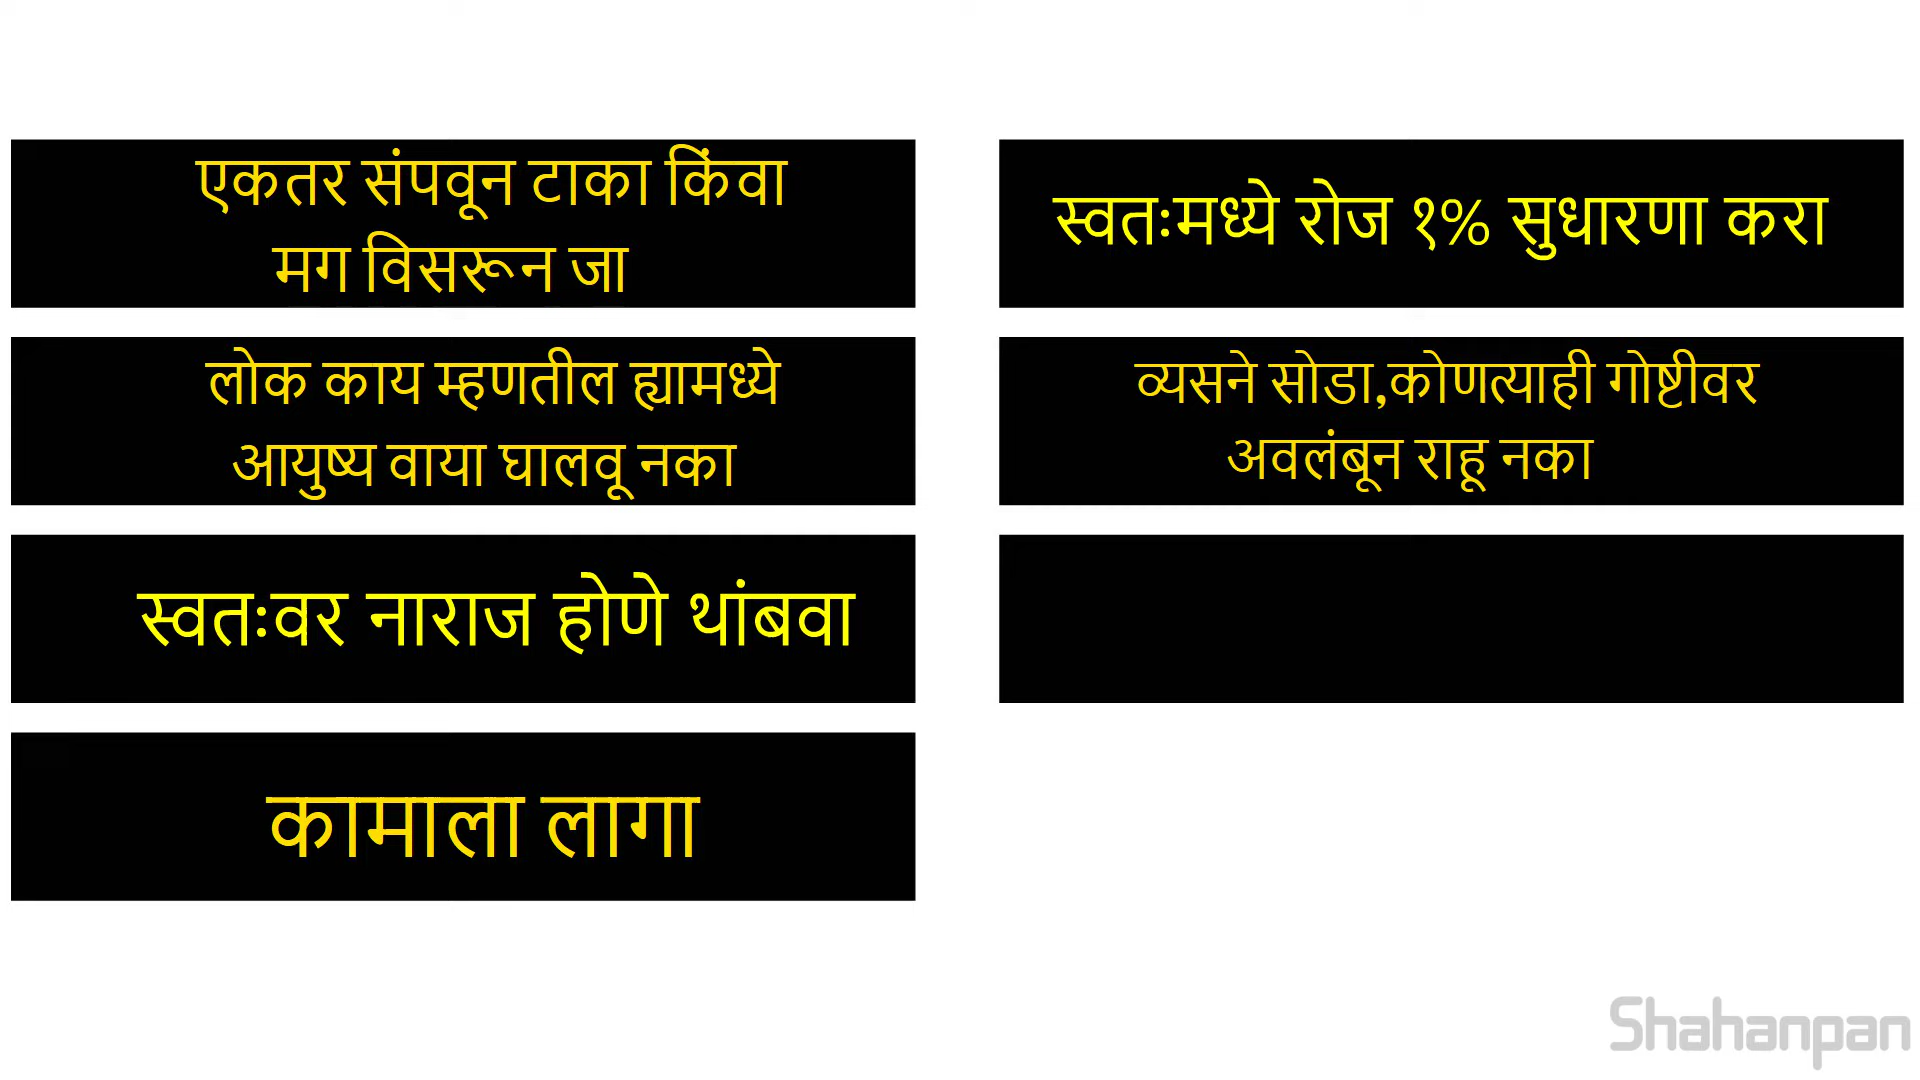 एकतर संपवून टाका किंवा
मग विसरून जा
लोक काय म्हणतील ह्यामध्ये
आयुष्य वाया घालवू नका
स्वतःवर नाराज होणे थांबवा
कामाला लागा
स्वतःमध्ये रोज १% सुधारणा करा
व्यसने सोडा,कोणत्याही गोष्टीवर
अवलंबून राहू नका
Shahanpan